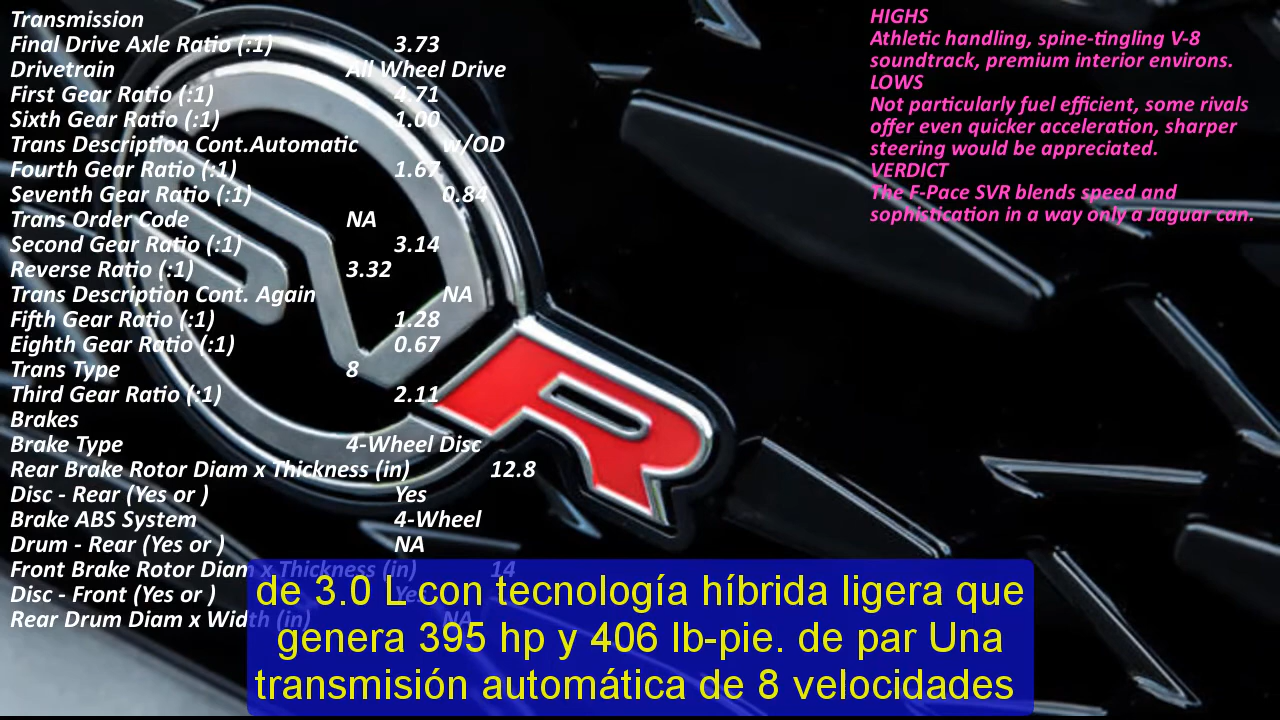 Transmission
Final Drive Axle Ratio (:1) 3.73
Drivetrain All Wheel Drive
First Gear Ratio (:1) 4.71
Sixth Gear Ratio (:1) 1.00
Trans Description Cont.Automatic w/OD
Fourth Gear Ratio (:1) 1.67
Seventh Gear Ratio (:1) 0.84
Trans Order Code NA
Second Gear Ratio (:1) 3.14
Reverse Ratio (:1) 3.32
Trans Description Cont. Again NA
Fifth Gear Ratio (:1) 1.28
Eighth Gear Ratio (:1) 0.67
Trans Type 8
Third Gear Ratio (:1) 2.11
Brakes
Brake Type 4-Wheel Disc
Rear Brake Rotor Diam x Thickness (in) 12.8
Disc - Rear (Yes or ) Yes
Brake ABS System 4-Wheel
Drum - Rear (Yes or ) NA
Front Brake Rotor Diam x Thickness (in) 14
Disc - Front (Yes or ) Yes
Rear Drum Diam x Width (in) NA
HIGHS
Athletic handling, spine-tingling V-8
soundtrack, premium interior environs.
LOWS
Not particularly fuel efficient, some rivals
offer even quicker acceleration, sharper
steering would be appreciated.
VERDICT
The F-Pace SVR blends speed and
sophistication in a way only a Jaguar can.
SVR
de 3.0 L con tecnología híbrida ligera que
genera 395 hp y 406 lb-pie. de par Una
transmisión automática de 8 velocidades